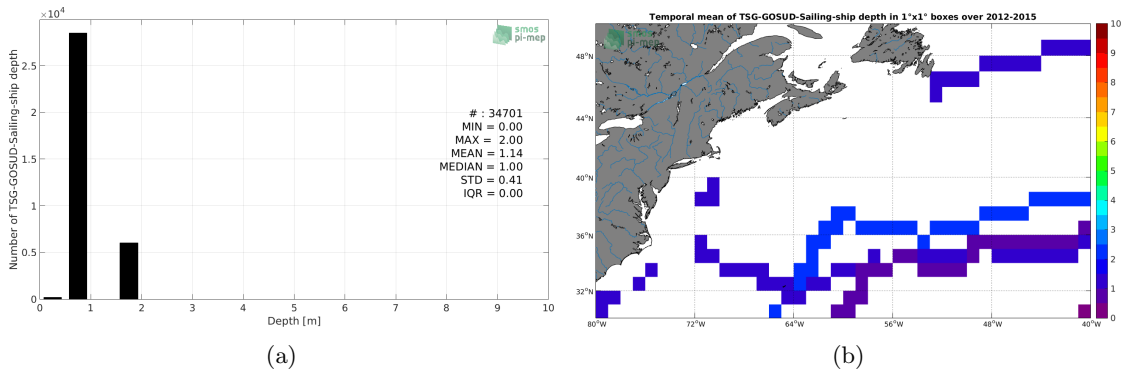 ×10⁴
smos
pi-mep
Number of TSG-GOSUD-Sailing-ship depth
2.5
2
1.5
1
0.5
0
# : 34701
MIN = 0.00
MAX = 2.00
MEAN = 1.14
MEDIAN = 1.00
STD = 0.41
IQR = 0.00
0 1 2 3 4 5 6 7 8 9 10
Depth [m]
(a)
Temporal mean of TSG-GOSUD-Sailing-ship depth in 1°x1° boxes over 2012-2015
smos
pi-mep
48°N
44°N
40°N
36°N
32°N
80°W 72°W 64°W 56°W 48°W 40°W
10
9
8
7
6
5
4
3
2
1
0
(b)